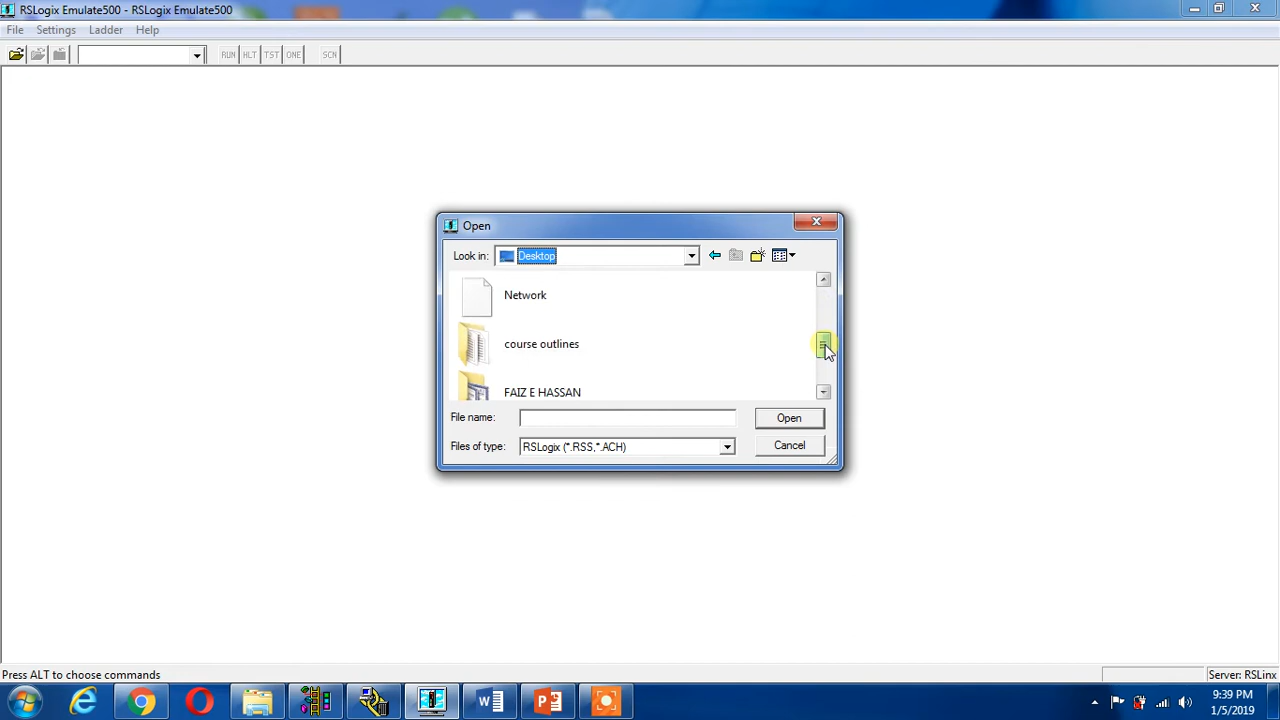 RSLogix Emulate500 - RSLogix Emulate500
File Settings Ladder Help
RUN HLT TST ONE SCN
Open
Look in: Desktop
Network
course outlines
FAIZ E HASSAN
File name: Open
Files of type: RSLogix (*.RSS,*.ACH) Cancel
Press ALT to choose commands Server: RSLinx
9:39 PM
1/5/2019